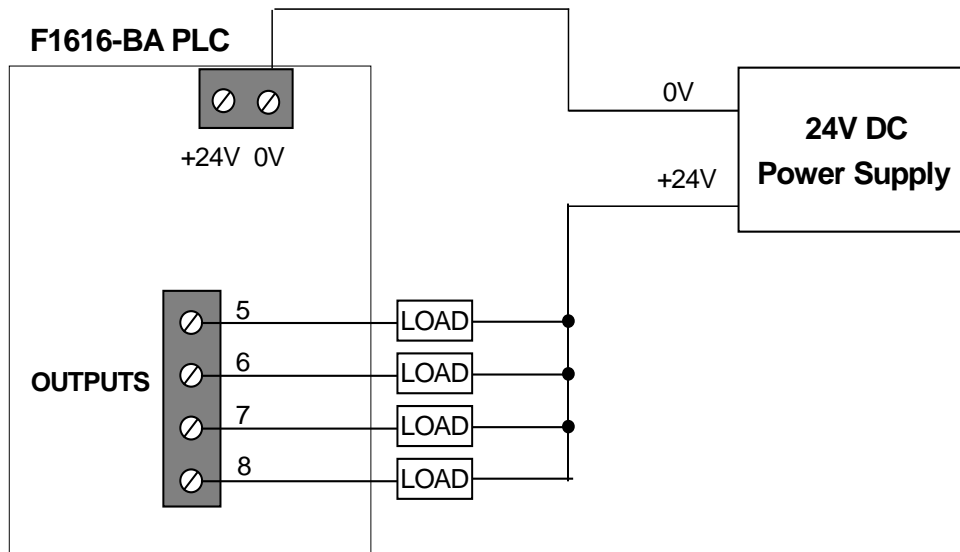 F1616-BA PLC
+24V 0V
0V
+24V
24V DC
Power Supply
OUTPUTS
5
LOAD
6
LOAD
7
LOAD
8
LOAD